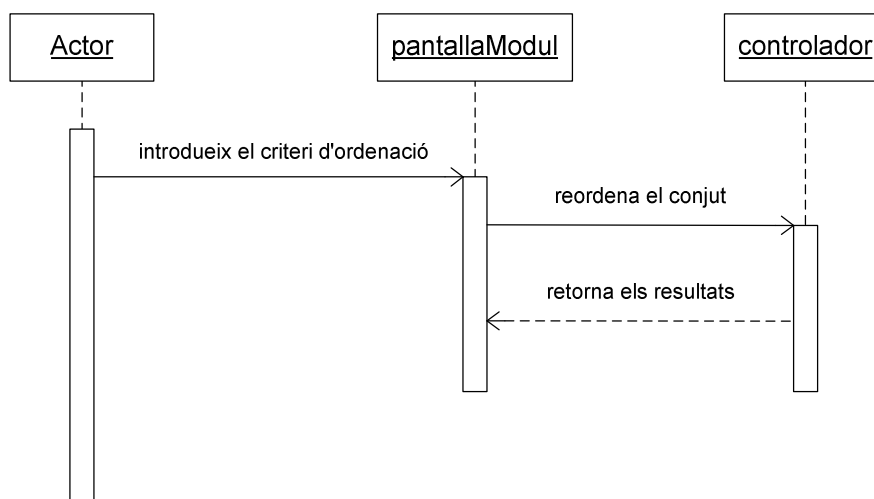 Actor
pantallaModul
controlador
introdueix el criteri d'ordenació
reordena el conjut
retorna els resultats